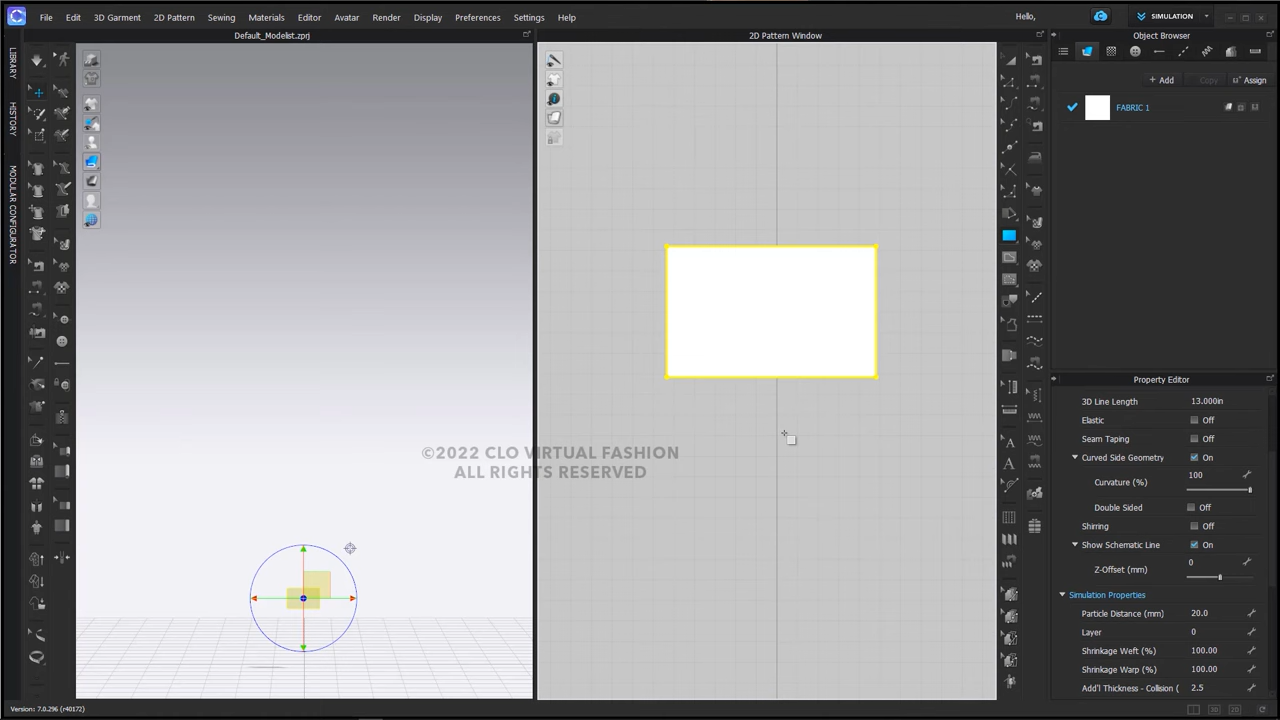 File Edit 3D Garment 2D Pattern Sewing Materials Editor Avatar Render Display Preferences Settings Help
Hello,
SIMULATION
Default_Modelist.zprj
2D Pattern Window
Object Browser
LIBRARY
HISTORY
MODULAR CONFIGURATOR
+ Add
Copy
Assign
FABRIC 1
©2022 CLO VIRTUAL FASHION
ALL RIGHTS RESERVED
Property Editor
3D Line Length 13.000in
Elastic Off
Seam Taping Off
Curved Side Geometry On
Curvature (%) 100
Double Sided Off
Shirring Off
Show Schematic Line On
Z-Offset (mm) 0
Simulation Properties
Particle Distance (mm) 20.0
Layer 0
Shrinkage Weft (%) 100.00
Shrinkage Warp (%) 100.00
Add'l Thickness - Collision ( 2.5
Version: 7.0.296 (r40172)
3D
2D